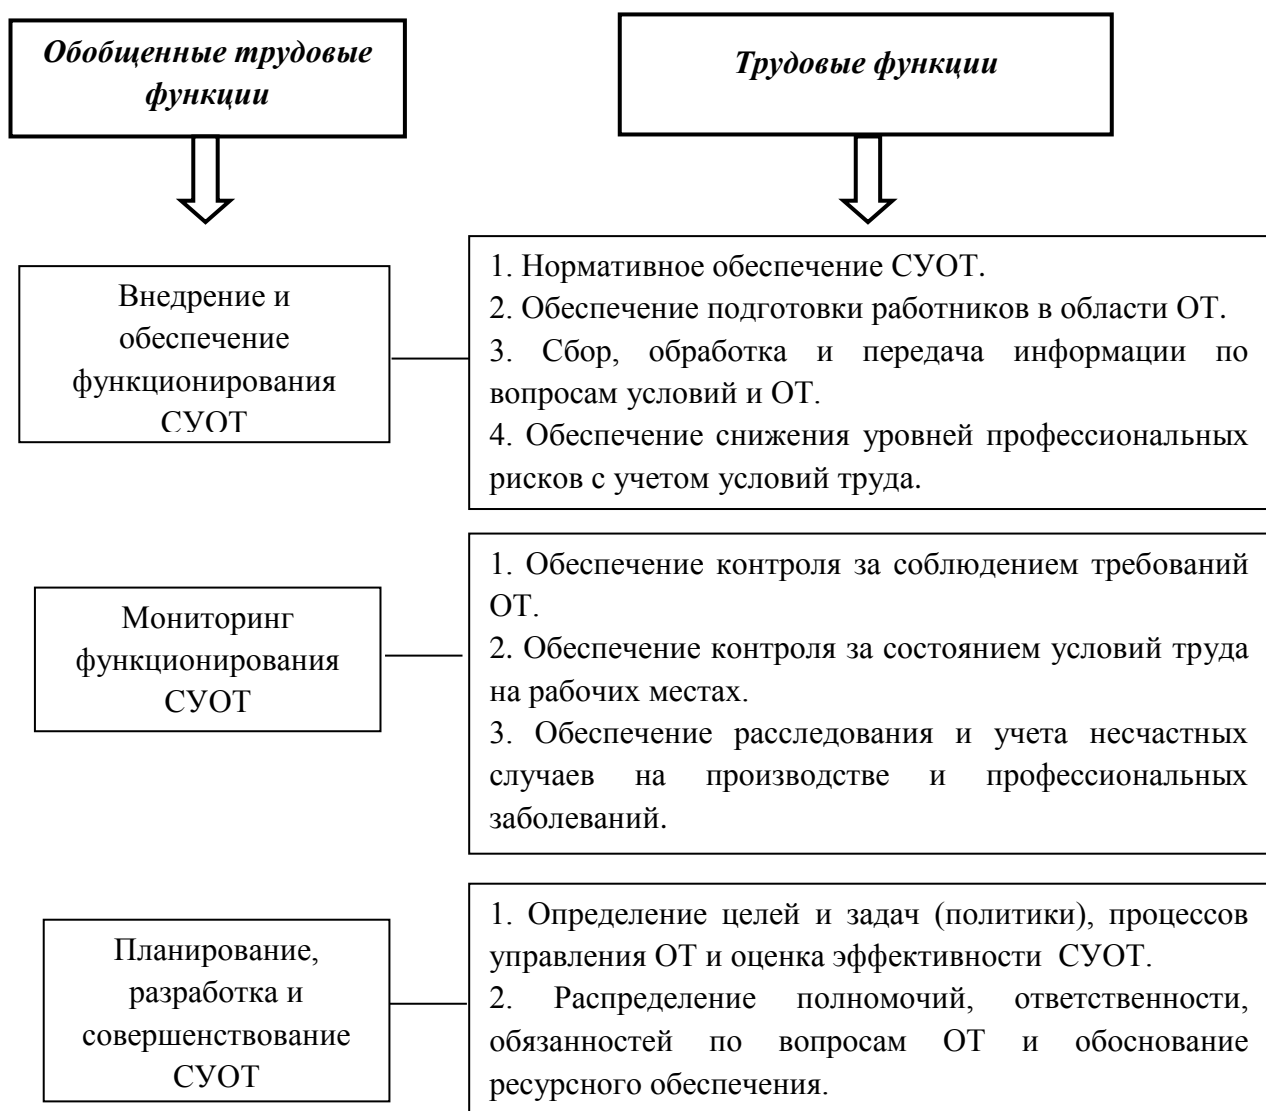 Обобщенные трудовые
функции
Трудовые функции
Внедрение и
обеспечение
функционирования
СУОТ
1. Нормативное обеспечение СУОТ.
2. Обеспечение подготовки работников в области ОТ.
3. Сбор, обработка и передача информации по
вопросам условий и ОТ.
4. Обеспечение снижения уровней профессиональных
рисков с учетом условий труда.
Мониторинг
функционирования
СУОТ
1. Обеспечение контроля за соблюдением требований
ОТ.
2. Обеспечение контроля за состоянием условий труда
на рабочих местах.
3. Обеспечение расследования и учета несчастных
случаев на производстве и профессиональных
заболеваний.
Планирование,
разработка и
совершенствование
СУОТ
1. Определение целей и задач (политики), процессов
управления ОТ и оценка эффективности СУОТ.
2. Распределение полномочий, ответственности,
обязанностей по вопросам ОТ и обоснование
ресурсного обеспечения.